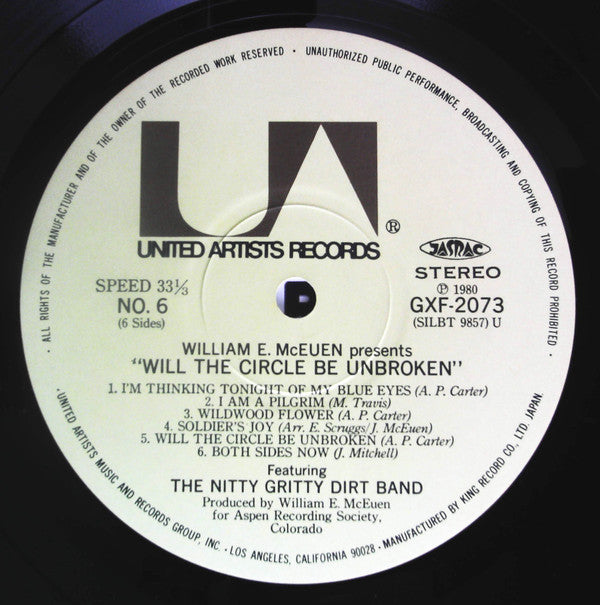 · ALL RIGHTS OF THE MANUFACTURER AND OF THE OWNER OF THE RECORDED WORK RESERVED · UNAUTHORIZED PUBLIC PERFORMANCE, BROADCASTING AND COPYING OF THIS RECORD PROHIBITED ·
UA®
UNITED ARTISTS RECORDS
JASRAC
SPEED 33⅓
STEREO
NO. 6
℗ 1980
(6 Sides)
GXF-2073
(SILBT 9857) U
WILLIAM E. McEUEN presents
"WILL THE CIRCLE BE UNBROKEN"
1. I'M THINKING TONIGHT OF MY BLUE EYES (A. P. Carter)
2. I AM A PILGRIM (M. Travis)
3. WILDWOOD FLOWER (A. P. Carter)
4. SOLDIER'S JOY (Arr. E. Scruggs/J. McEuen)
5. WILL THE CIRCLE BE UNBROKEN (A. P. Carter)
6. BOTH SIDES NOW (J. Mitchell)
Featuring
THE NITTY GRITTY DIRT BAND
Produced by William E. McEuen
for Aspen Recording Society,
Colorado
· UNITED ARTISTS MUSIC AND RECORDS GROUP, INC. · LOS ANGELES, CALIFORNIA 90028 · MANUFACTURED BY KING RECORD CO., LTD. JAPAN.